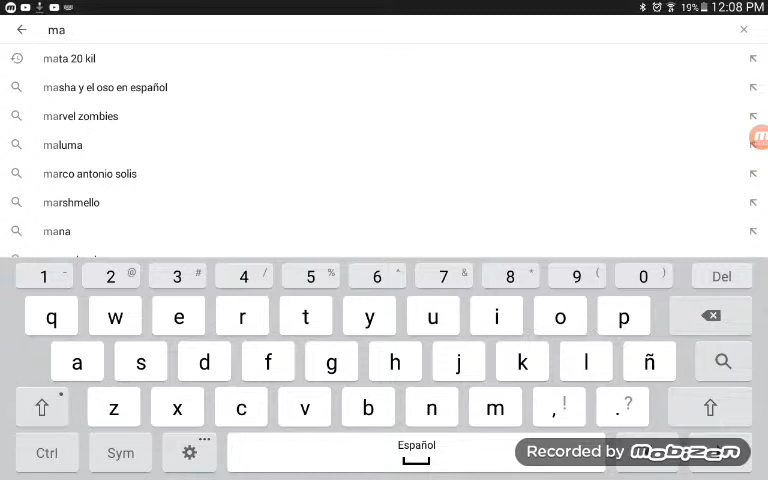 19% 12:08 PM
ma
mata 20 kil
masha y el oso en español
marvel zombies
maluma
marco antonio solis
marshmello
mana
1 - 2 @ 3 # 4 / 5 % 6 ^ 7 & 8 * 9 ( 0 ) Del
q w e r t y u i o p
a s d f g h j k l ñ
z x c v b n m , ! . ?
Ctrl Sym Español
Recorded by mobizen